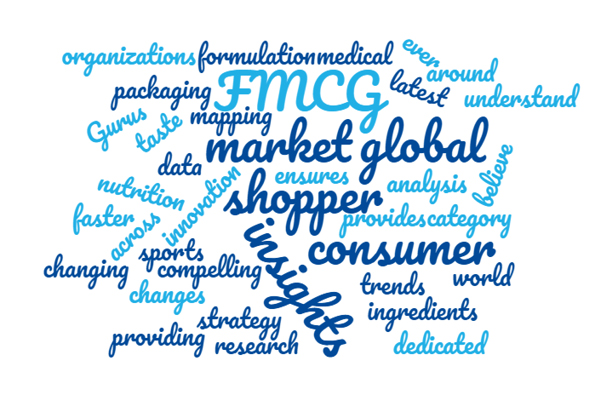 organizations formulation medical even
around
packaging FMCG latest understand
Gurus taste mapping
market global
data ensures analysis believe
nutrition innovation shopper
faster across provides category
sports insights consumer
changing compelling trends world
changes ingredients
strategy
providing research dedicated